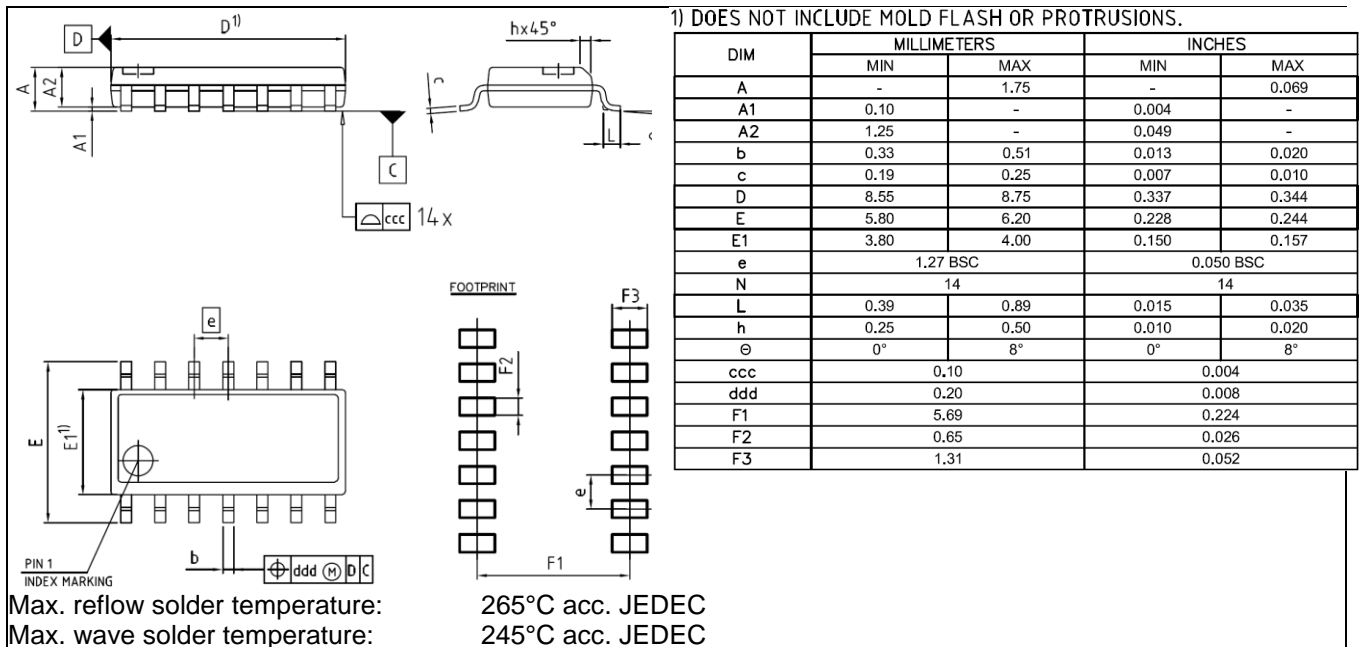 1) DOES NOT INCLUDE MOLD FLASH OR PROTRUSIONS.
D D1) hx45°
A A2 A1
C
L
ccc 14x
DIM MILLIMETERS INCHES
MIN MAX MIN MAX
A - 1.75 - 0.069
A1 0.10 - 0.004 -
A2 1.25 - 0.049 -
b 0.33 0.51 0.013 0.020
c 0.19 0.25 0.007 0.010
D 8.55 8.75 0.337 0.344
E 5.80 6.20 0.228 0.244
E1 3.80 4.00 0.150 0.157
e 1.27 BSC 0.050 BSC
N 14 14
L 0.39 0.89 0.015 0.035
h 0.25 0.50 0.010 0.020
Θ 0° 8° 0° 8°
ccc 0.10 0.004
ddd 0.20 0.008
F1 5.69 0.224
F2 0.65 0.026
F3 1.31 0.052
e
E E1 1)
PIN 1
INDEX MARKING
b ddd M D C
FOOTPRINT
F3
F2
e
F1
Max. reflow solder temperature: 265°C acc. JEDEC
Max. wave solder temperature: 245°C acc. JEDEC